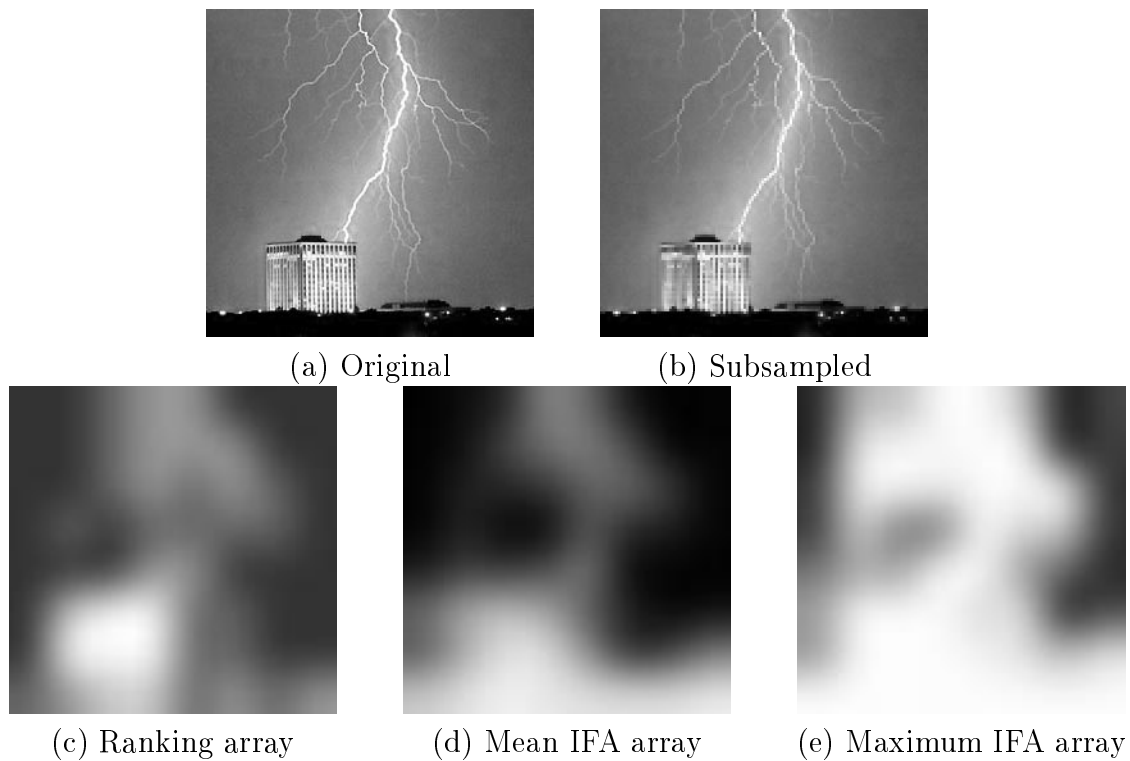 (a) Original
(b) Subsampled
(c) Ranking array
(d) Mean IFA array
(e) Maximum IFA array